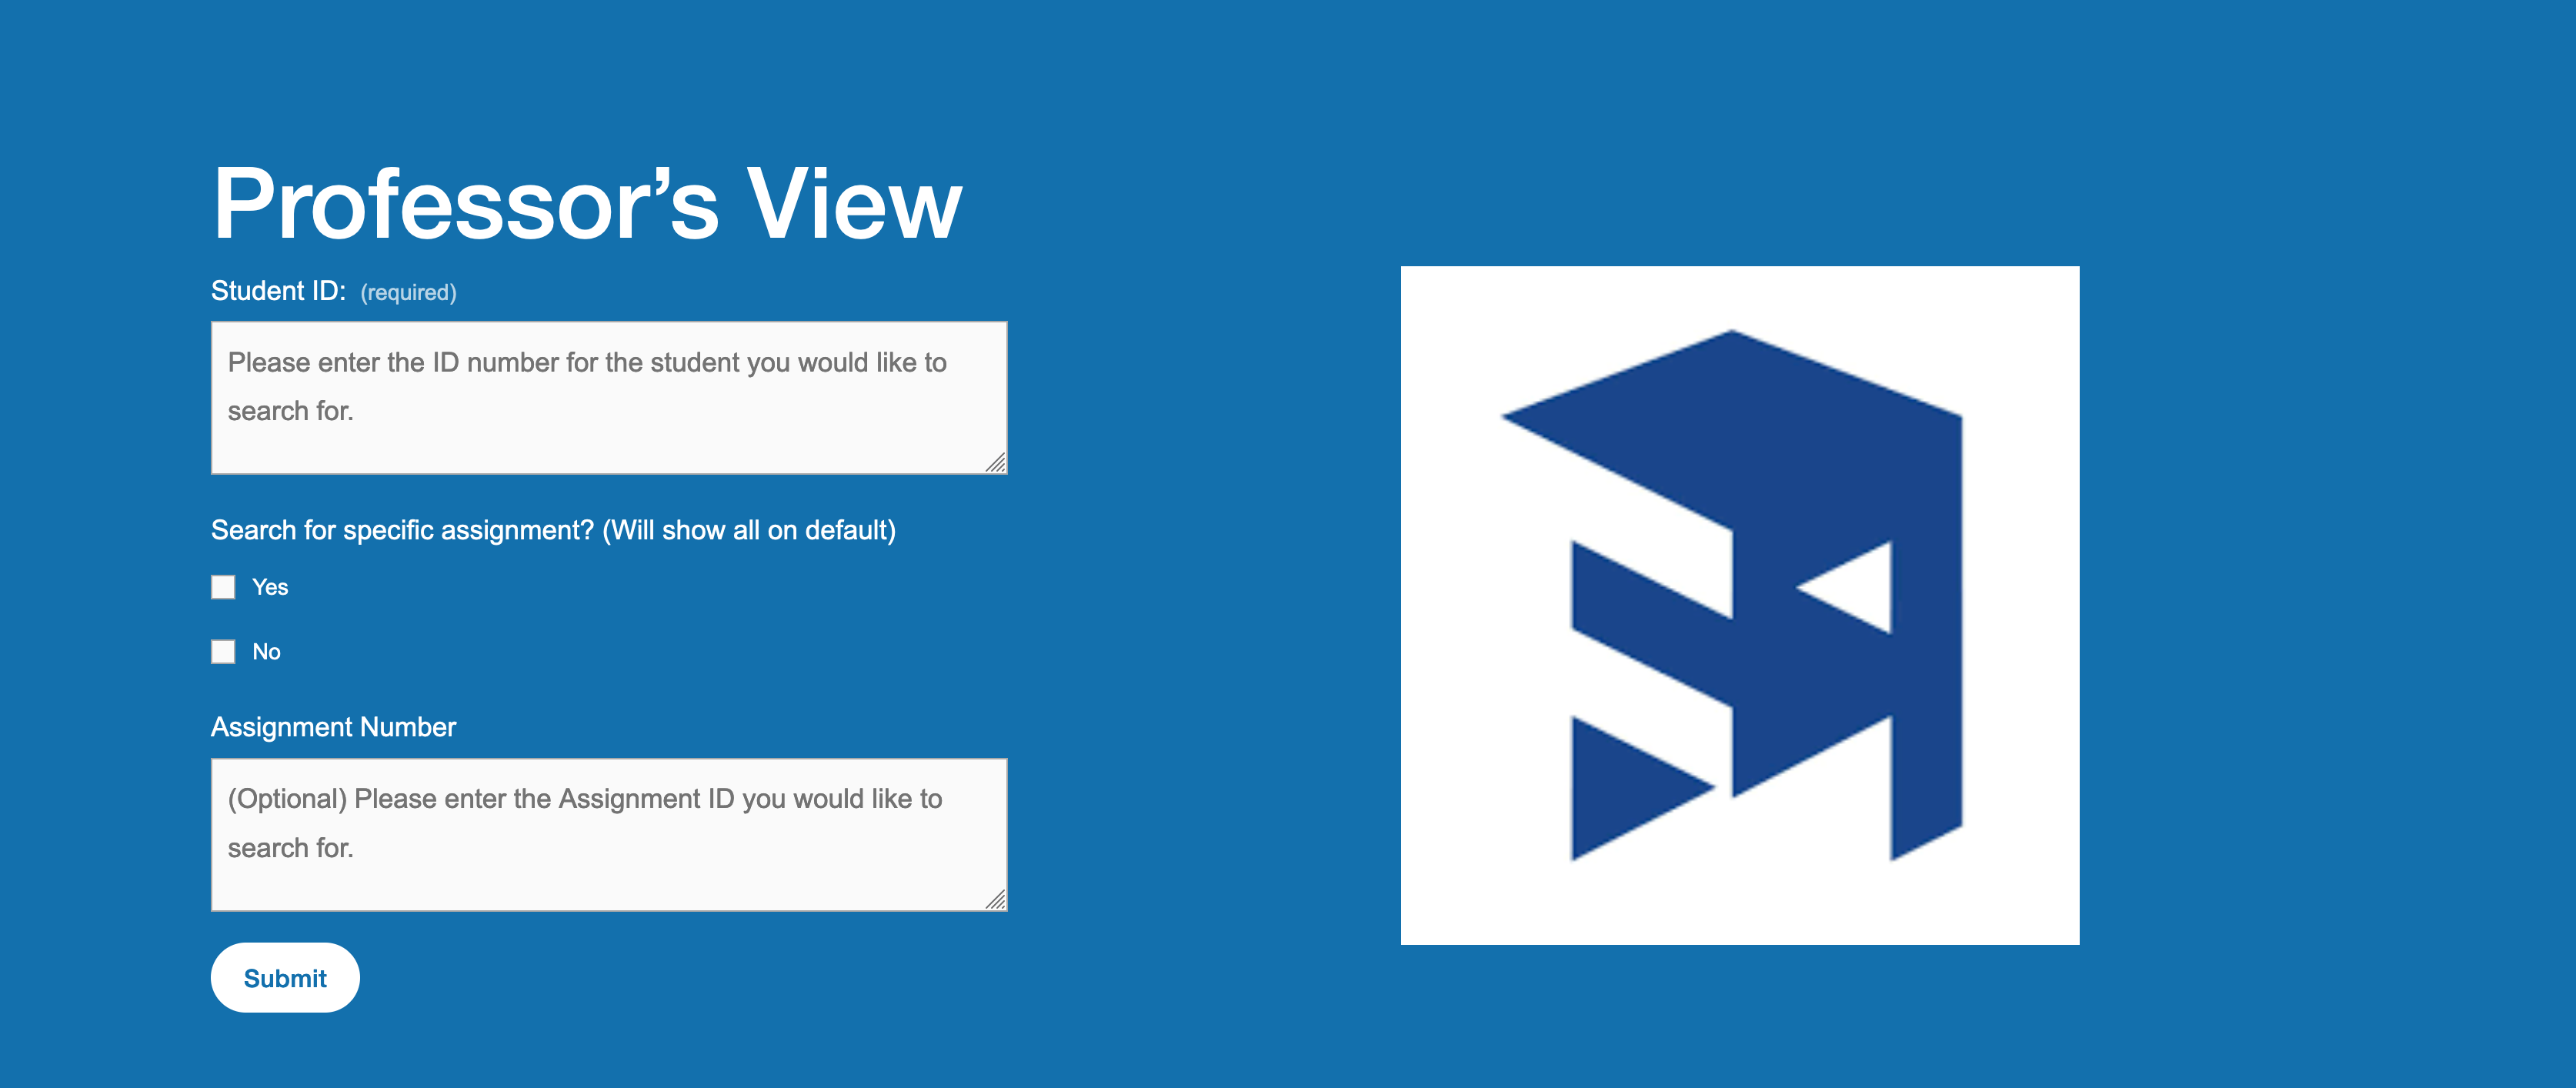 Professor’s View
Student ID: (required)
Please enter the ID number for the student you would like to
search for.
Search for specific assignment? (Will show all on default)
Yes
No
Assignment Number
(Optional) Please enter the Assignment ID you would like to
search for.
Submit